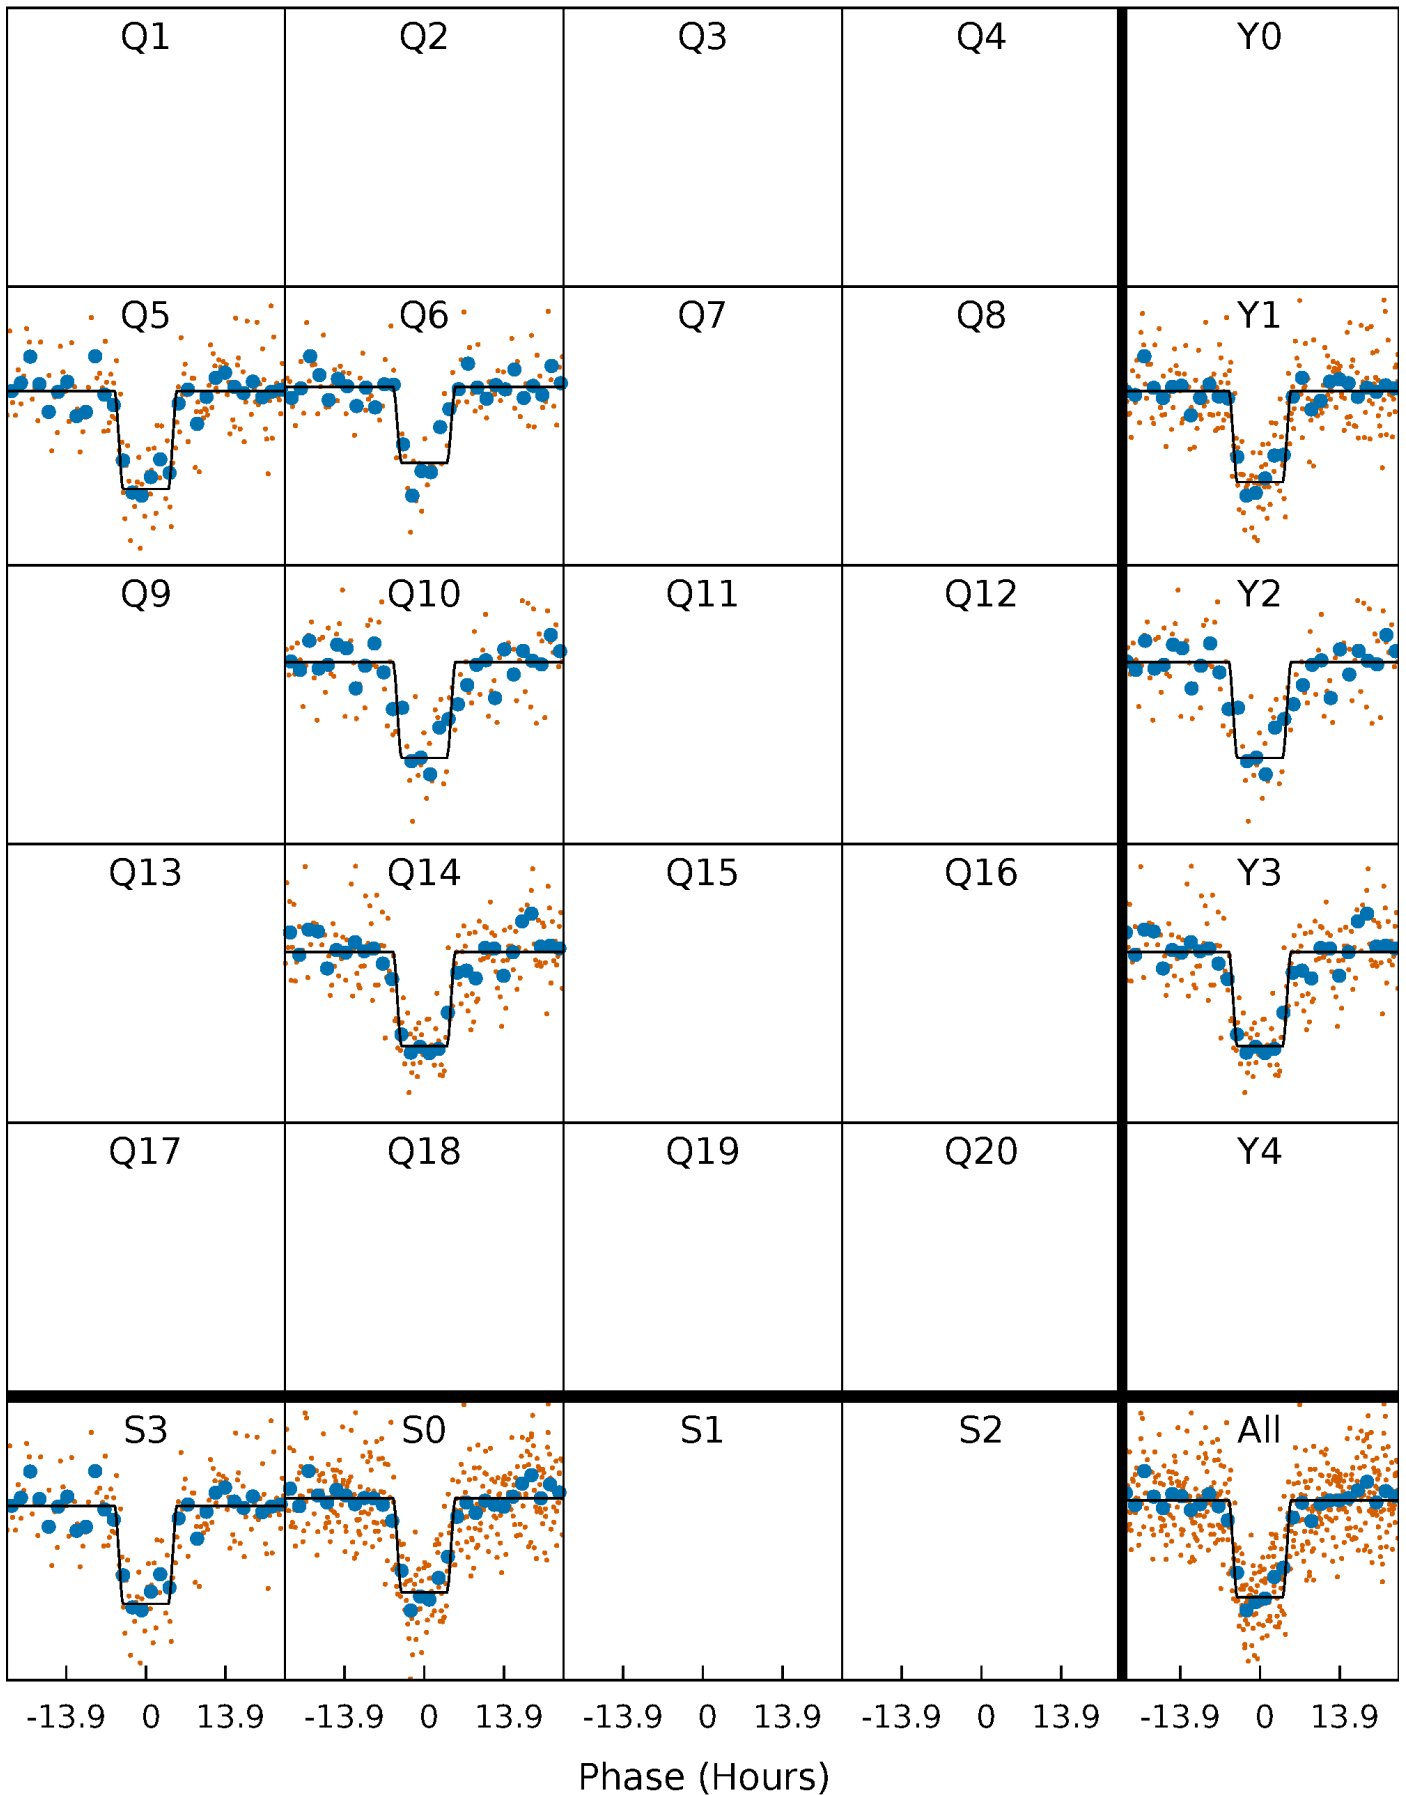 Q1 Q2 Q3 Q4 Y0
Q5 Q6 Q7 Q8 Y1
Q9 Q10 Q11 Q12 Y2
Q13 Q14 Q15 Q16 Y3
Q17 Q18 Q19 Q20 Y4
S3 S0 S1 S2 All
-13.9 0 13.9 -13.9 0 13.9 -13.9 0 13.9 -13.9 0 13.9 -13.9 0 13.9
Phase (Hours)